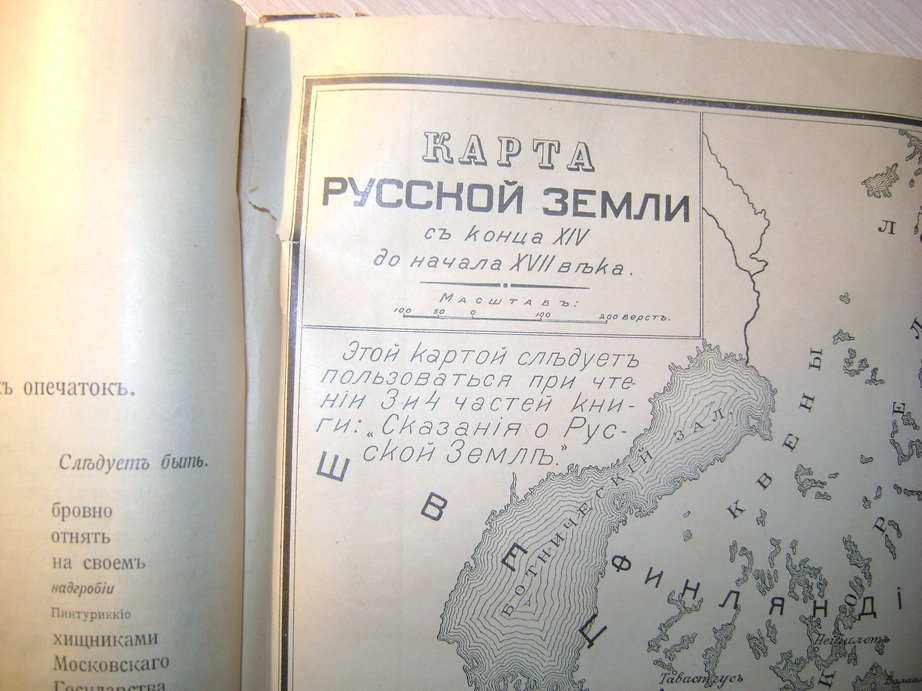 опечатокъ.
Слѣдуетъ быть.
бровно
отнять
на своемъ
надгробіи
Пинтуриккіо
хищниками
Московскаго
Государства
КАРТА
РУССКОЙ ЗЕМЛИ
съ конца XIV
до начала XVII вѣка.
Масштабъ:
100 50 0 100 200 верстъ.
Этой картой слѣдуетъ
пользоваться при чте-
ніи 3 и 4 частей кни-
ги: „Сказанія о Рус-
ской Землѣ."
ШВЕЦ
БОТНИЧЕСКІЙ ЗАЛ.
КВЕНЫ
ФИНЛЯНДІ
Нейшлотъ
Тавастгусъ